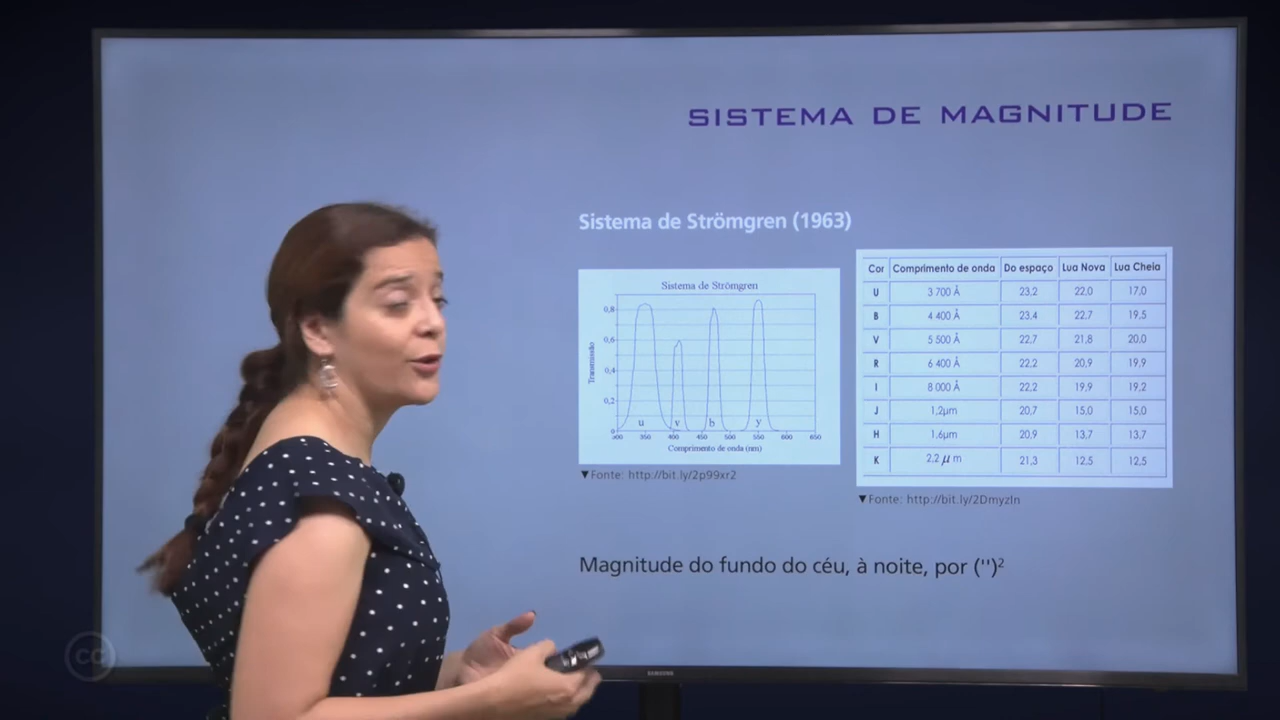 SISTEMA DE MAGNITUDE
Sistema de Strömgren (1963)
Sistema de Strömgren
Transmissão
0,8
0,6
0,4
0,2
0
u v b y
300 350 400 450 500 550 600 650
Comprimento de onda (nm)
▼Fonte: http://bit.ly/2p99xr2
Cor Comprimento de onda Do espaço Lua Nova Lua Cheia
U 3 700 Å 23,2 22,0 17,0
B 4 400 Å 23,4 22,7 19,5
V 5 500 Å 22,7 21,8 20,0
R 6 400 Å 22,2 20,9 19,9
I 8 000 Å 22,2 19,9 19,2
J 1,2µm 20,7 15,0 15,0
H 1,6µm 20,9 13,7 13,7
K 2,2 µ m 21,3 12,5 12,5
▼Fonte: http://bit.ly/2DmyzIn
Magnitude do fundo do céu, à noite, por ('')²
cc
SAMSUNG